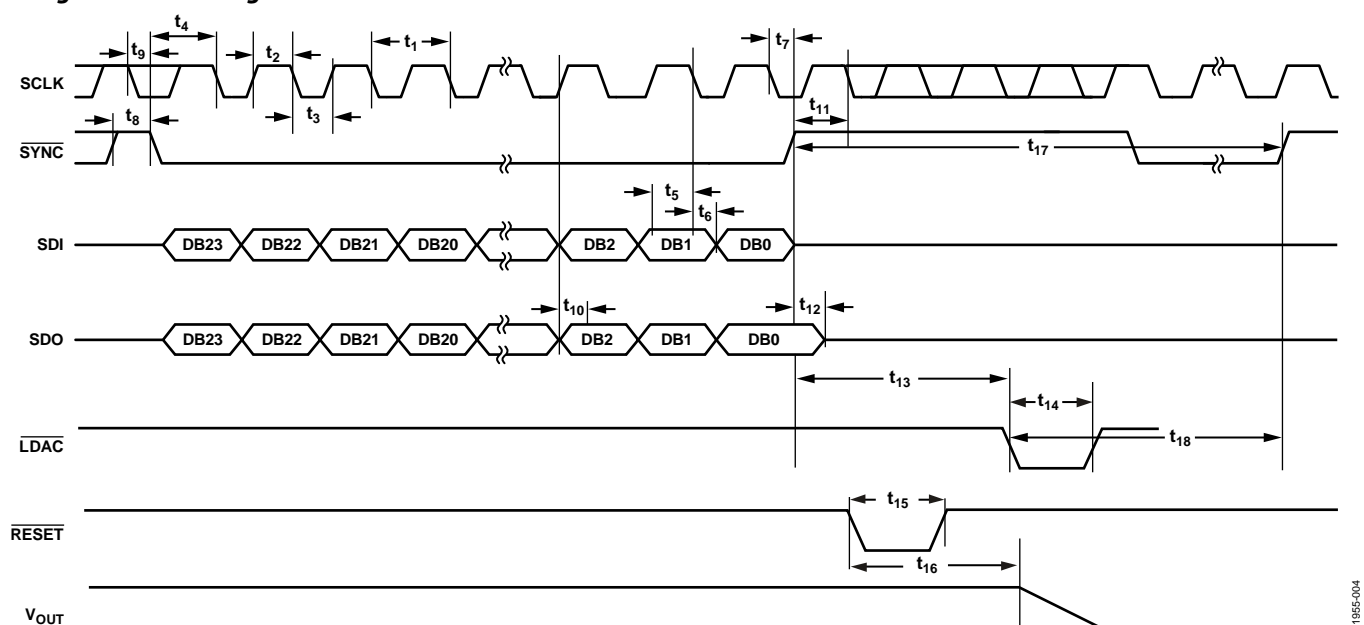 t4
t9
t2
t1
t7
SCLK
t8
t3
t11
SYNC
t17
t5
t6
SDI
DB23
DB22
DB21
DB20
DB2
DB1
DB0
t10
t12
SDO
DB23
DB22
DB21
DB20
DB2
DB1
DB0
t13
t14
LDAC
t18
t15
RESET
t16
VOUT
1955-004